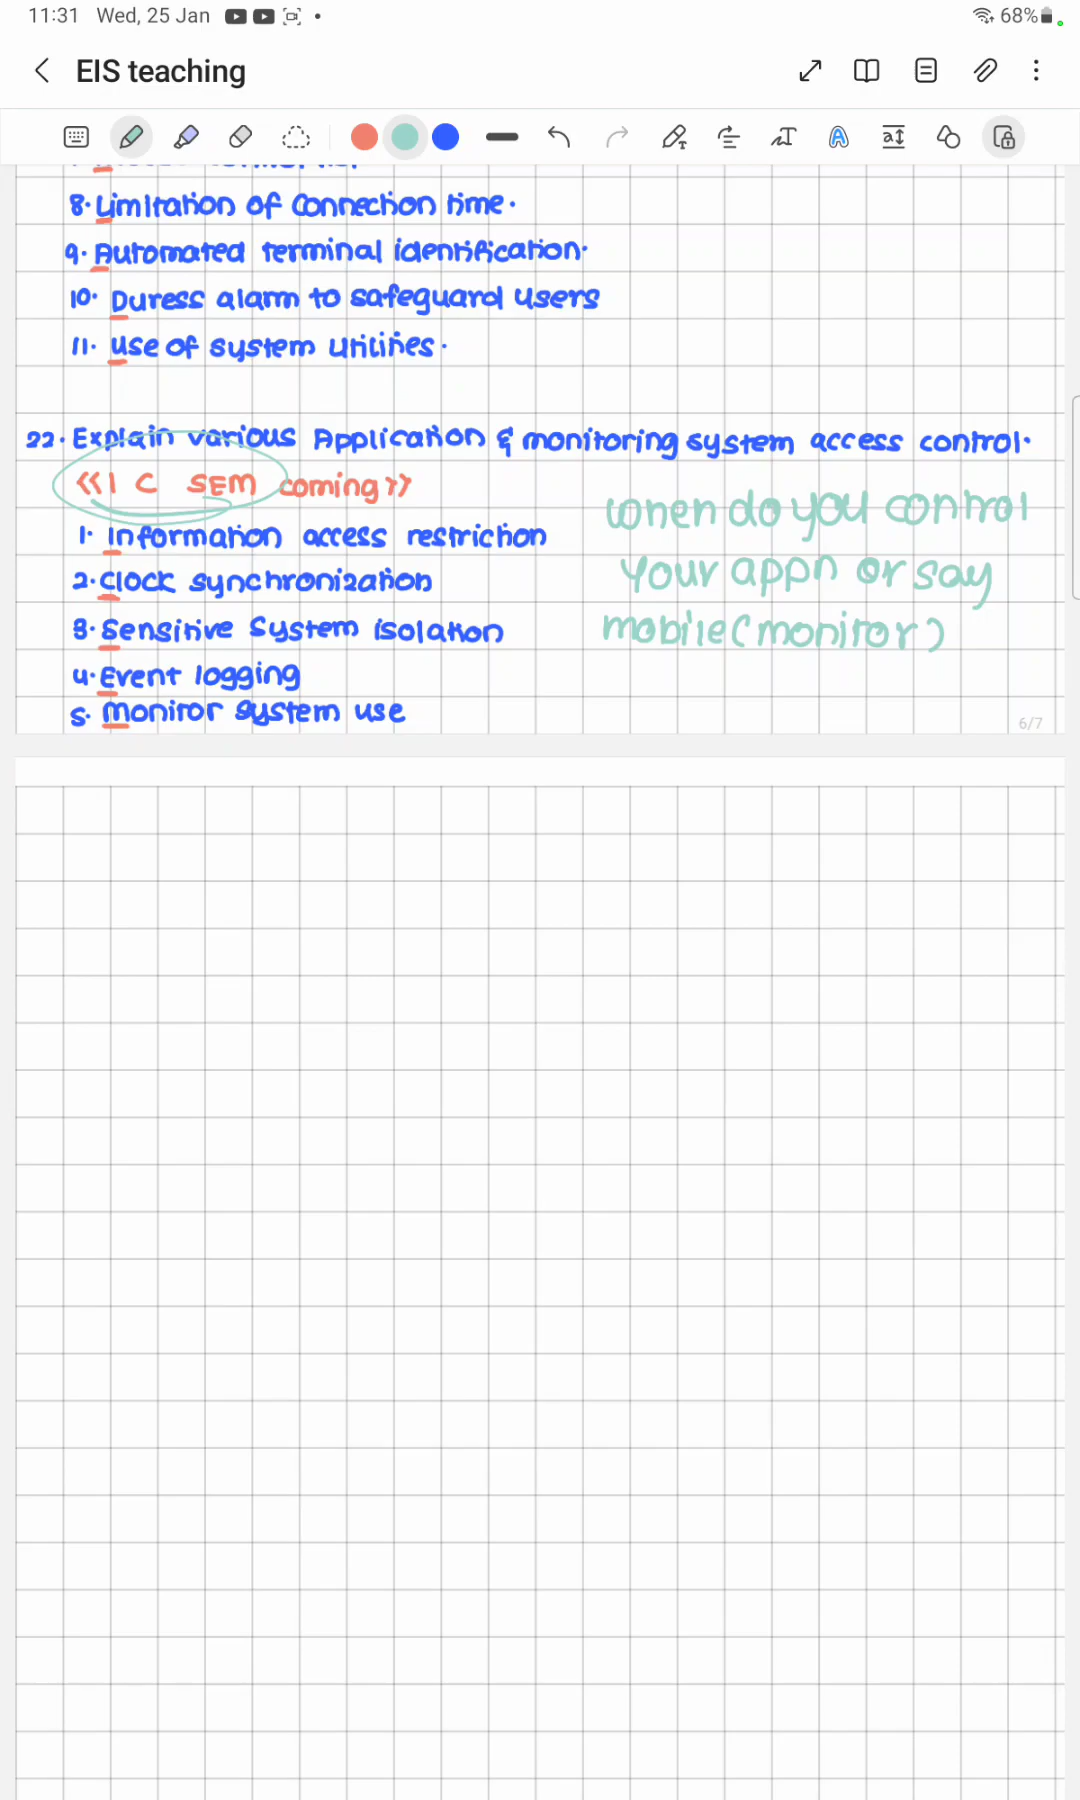 11:31 Wed, 25 Jan 68%
EIS teaching
8. Limitation of Connection time.
9. Automated terminal identification.
10. Duress alarm to safeguard users
11. Use of system utilities.
22. Explain various Application & monitoring system access control.
<<I C SEM coming>>
when do you control
your appn or say
mobile (monitor)
1. Information access restriction
2. Clock synchronization
3. Sensitive System isolation
4. Event logging
5. Monitor system use
6/7